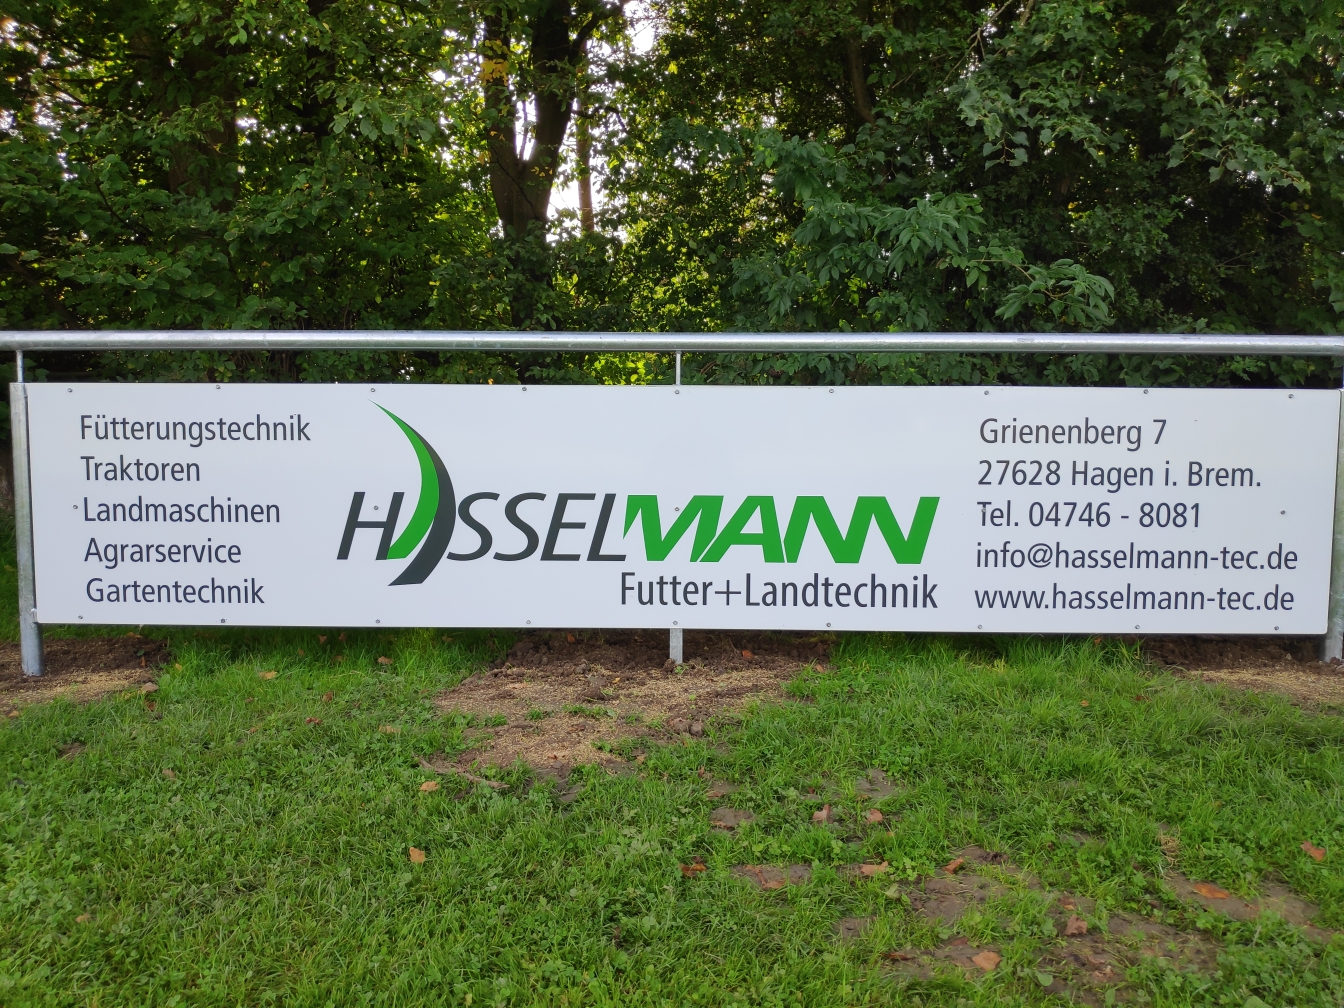 Fütterungstechnik
Traktoren
Landmaschinen
Agrarservice
Gartentechnik
HASSELMANN
Futter+Landtechnik
Grienenberg 7
27628 Hagen i. Brem.
Tel. 04746 - 8081
info@hasselmann-tec.de
www.hasselmann-tec.de